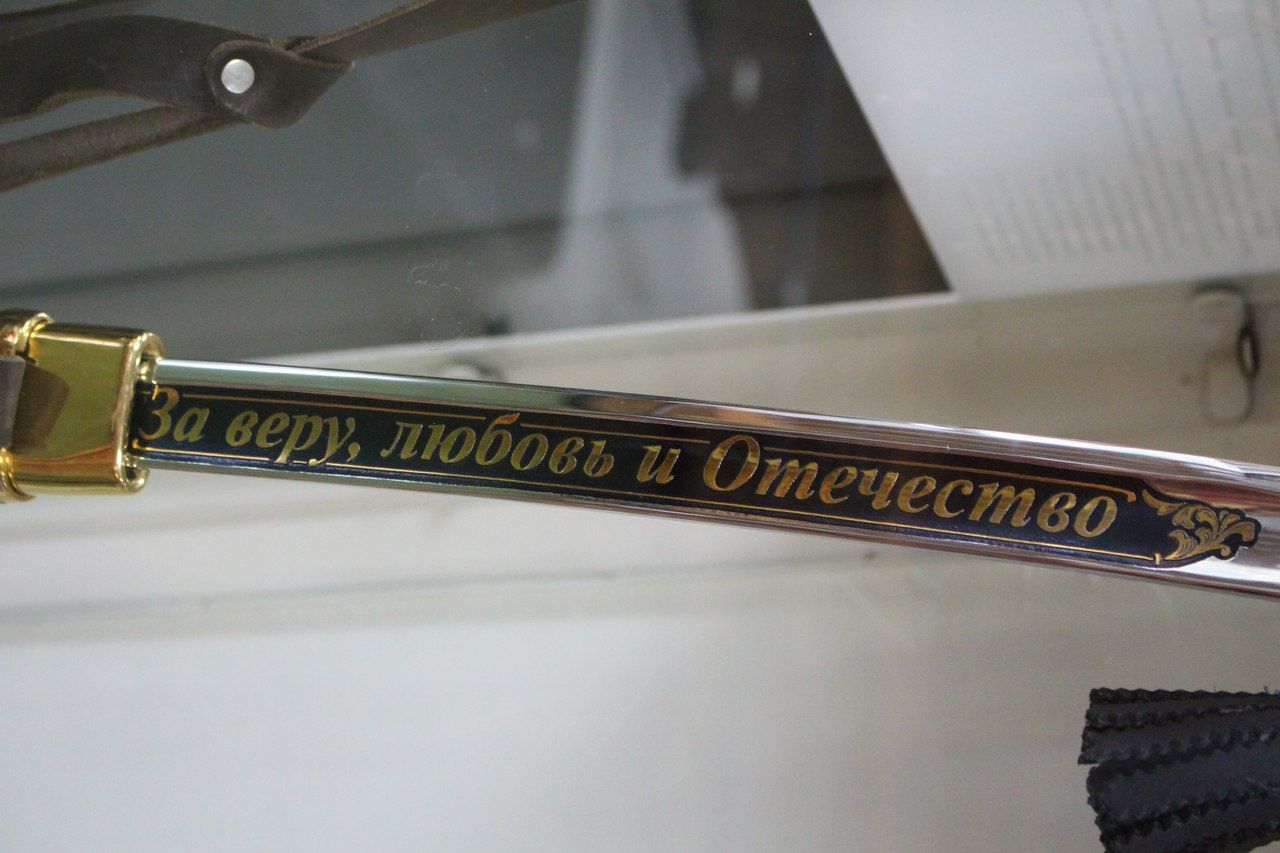 За веру, любовь и Отечество